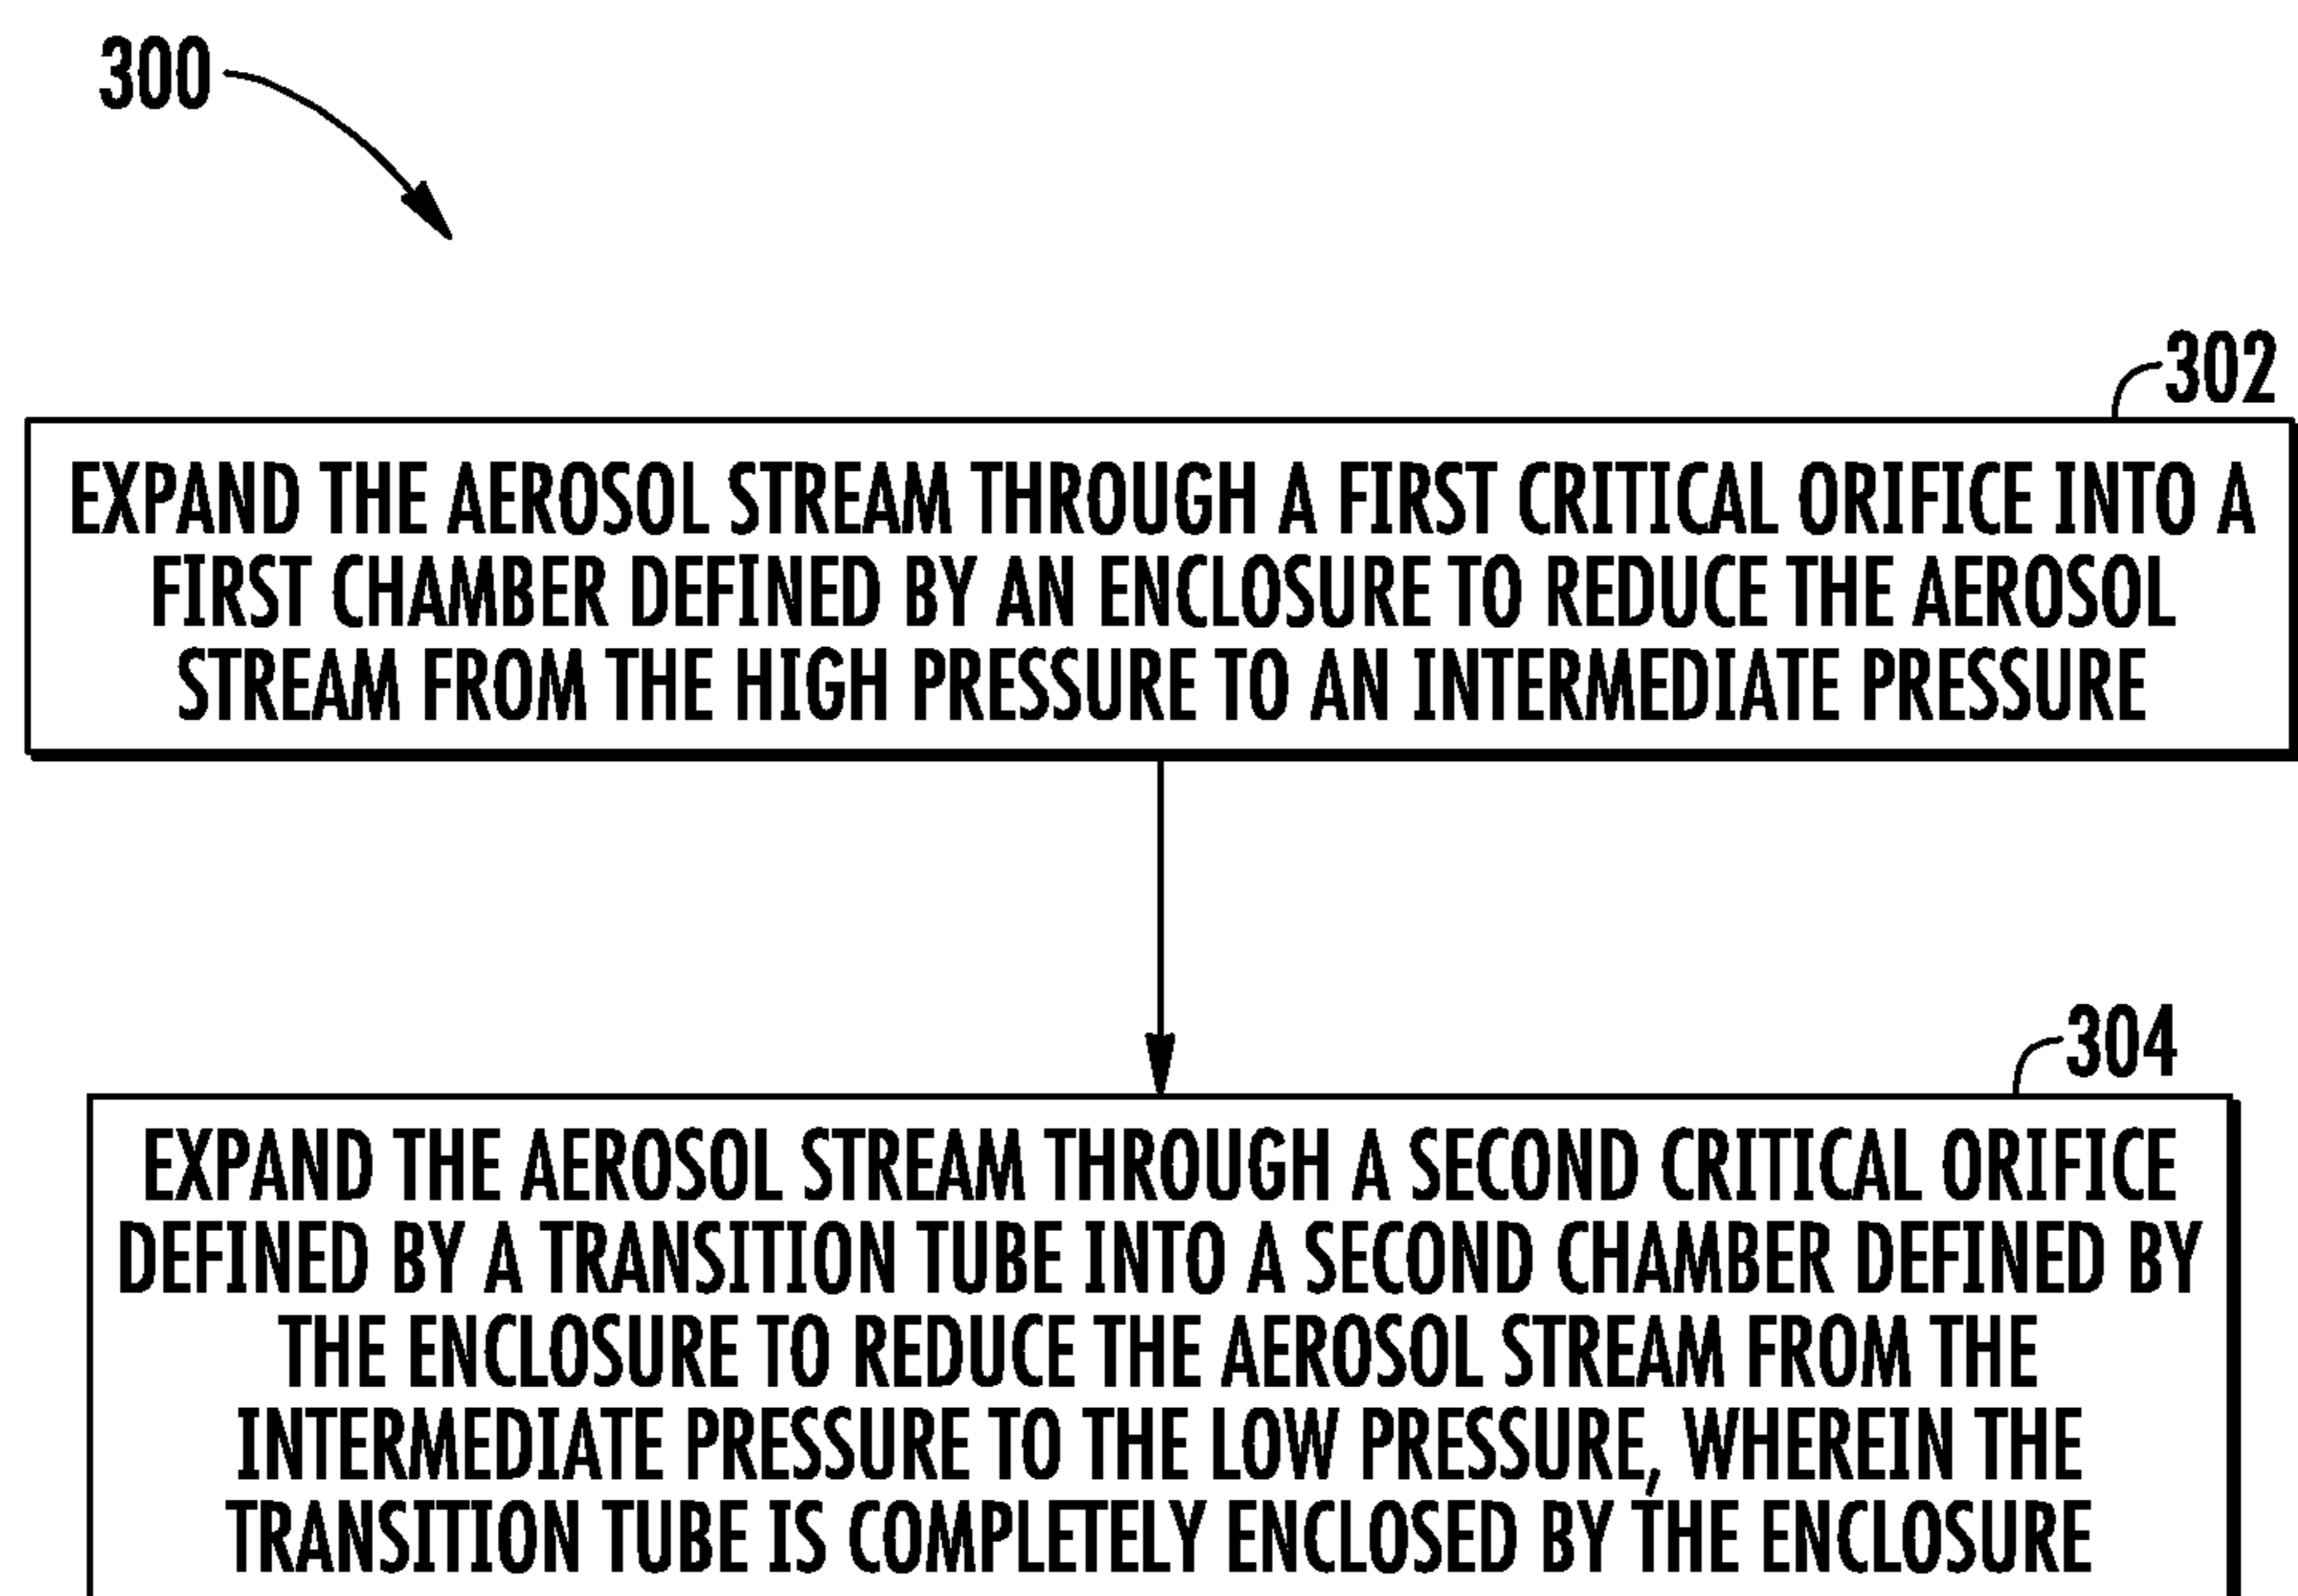 300
302
EXPAND THE AEROSOL STREAM THROUGH A FIRST CRITICAL ORIFICE INTO A
FIRST CHAMBER DEFINED BY AN ENCLOSURE TO REDUCE THE AEROSOL
STREAM FROM THE HIGH PRESSURE TO AN INTERMEDIATE PRESSURE
304
EXPAND THE AEROSOL STREAM THROUGH A SECOND CRITICAL ORIFICE
DEFINED BY A TRANSITION TUBE INTO A SECOND CHAMBER DEFINED BY
THE ENCLOSURE TO REDUCE THE AEROSOL STREAM FROM THE
INTERMEDIATE PRESSURE TO THE LOW PRESSURE, WHEREIN THE
TRANSITION TUBE IS COMPLETELY ENCLOSED BY THE ENCLOSURE